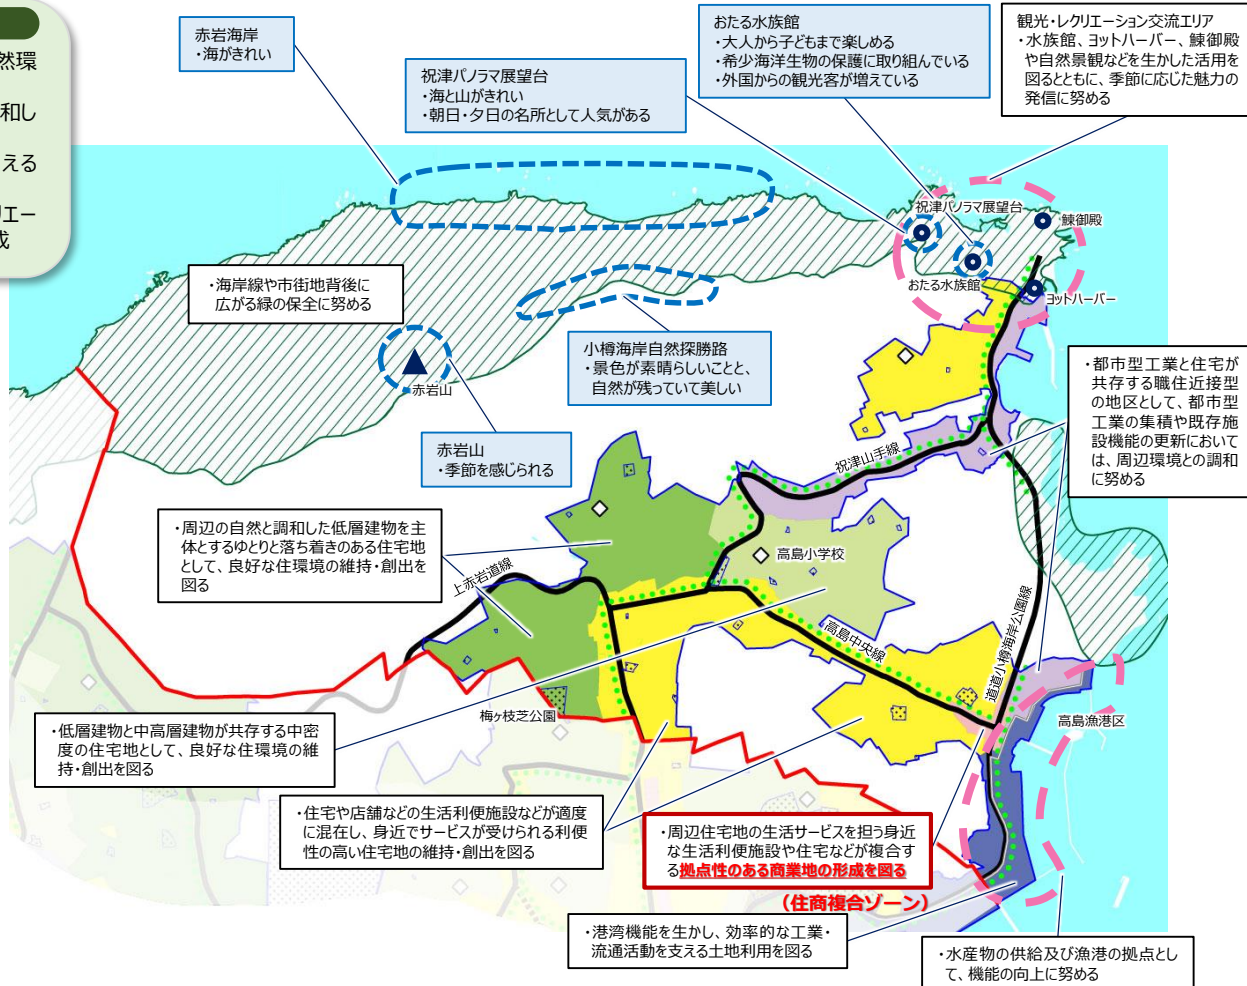 然環
和し
える
リエー
成
赤岩海岸
・海がきれい
祝津パノラマ展望台
・海と山がきれい
・朝日・夕日の名所として人気がある
おたる水族館
・大人から子どもまで楽しめる
・希少海洋生物の保護に取り組んでいる
・外国からの観光客が増えている
観光・レクリエーション交流エリア
・水族館、ヨットハーバー、鰊御殿
や自然景観などを生かした活用を
図るとともに、季節に応じた魅力の
発信に努める
祝津パノラマ展望台
鰊御殿
おたる水族館
ヨットハーバー
・海岸線や市街地背後に
広がる緑の保全に努める
赤岩山
小樽海岸自然探勝路
・景色が素晴らしいことと、
自然が残っていて美しい
赤岩山
・季節を感じられる
・都市型工業と住宅が
共存する職住近接型
の地区として、都市型
工業の集積や既存施
設機能の更新において
は、周辺環境との調和
に努める
祝津山手線
・周辺の自然と調和した低層建物を主
体とするゆとりと落ち着きのある住宅地
として、良好な住環境の維持・創出を
図る
高島小学校
上赤岩道線
高島中央線
道道小樽海岸公園線
梅ヶ枝芝公園
高島漁港区
・低層建物と中高層建物が共存する中密
度の住宅地として、良好な住環境の維
持・創出を図る
・住宅や店舗などの生活利便施設などが適度
に混在し、身近でサービスが受けられる利便
性の高い住宅地の維持・創出を図る
・周辺住宅地の生活サービスを担う身近
な生活利便施設や住宅などが複合す
る拠点性のある商業地の形成を図る
（住商複合ゾーン）
・港湾機能を生かし、効率的な工業・
流通活動を支える土地利用を図る
・水産物の供給及び漁港の拠点とし
て、機能の向上に努める